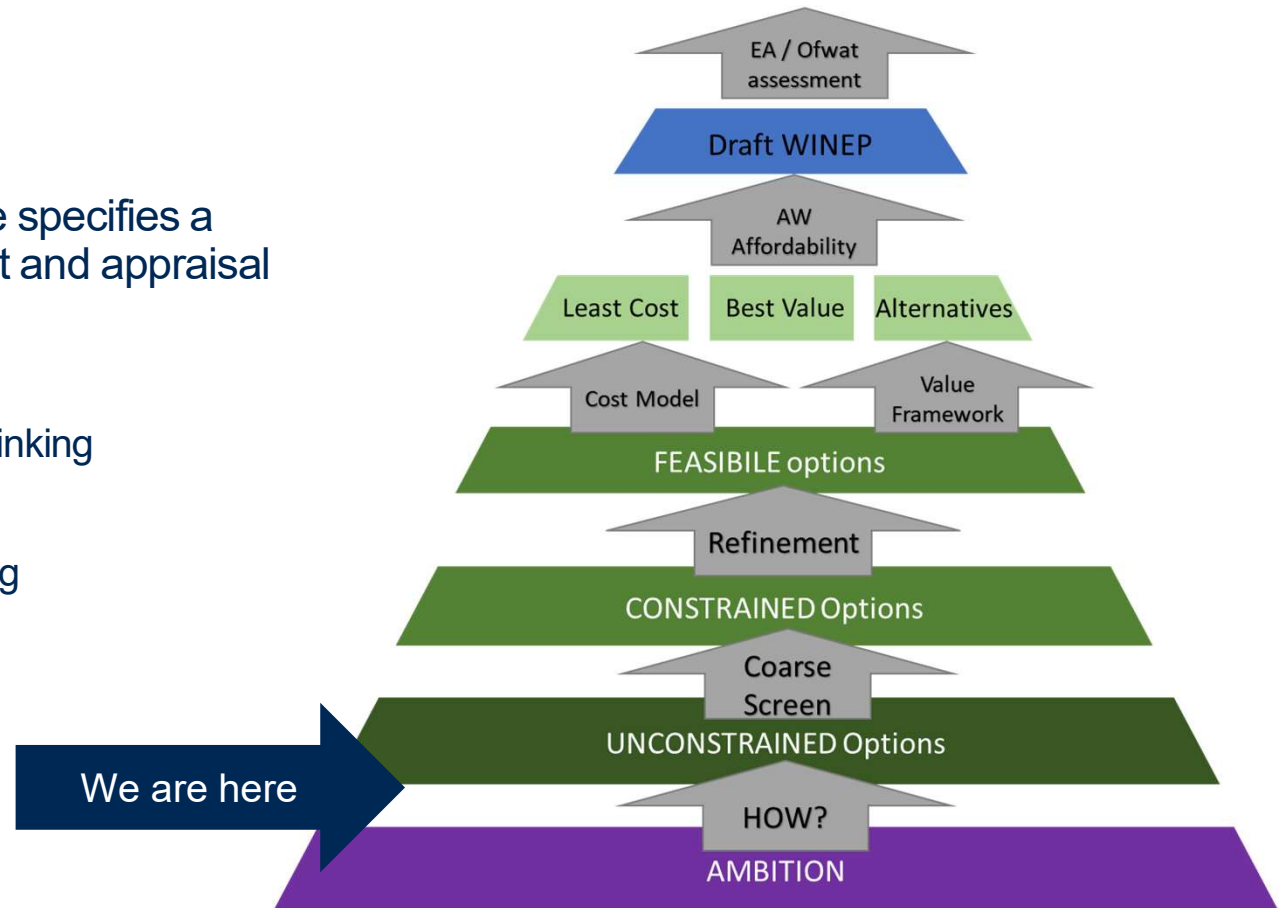 EA / Ofwat
assessment
Draft WINEP
e specifies a
t and appraisal
AW
Affordability
Least Cost
Best Value
Alternatives
Cost Model
Value
Framework
inking
FEASIBILE options
Refinement
g
CONSTRAINED Options
Coarse
Screen
UNCONSTRAINED Options
We are here
HOW?
AMBITION